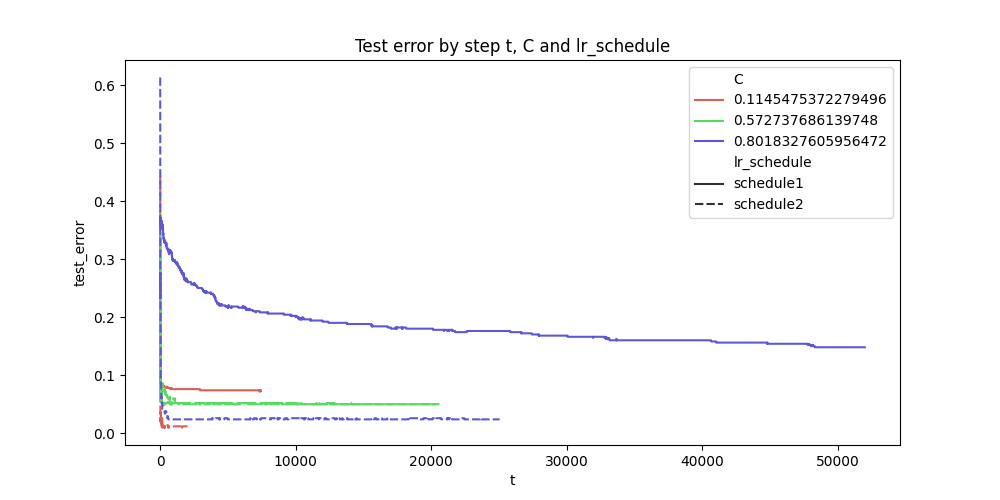 Test error by step t, C and lr_schedule
test_error
0.6
0.5
0.4
0.3
0.2
0.1
0.0
C
0.1145475372279496
0.572737686139748
0.8018327605956472
lr_schedule
schedule1
schedule2
0
10000
20000
30000
40000
50000
t